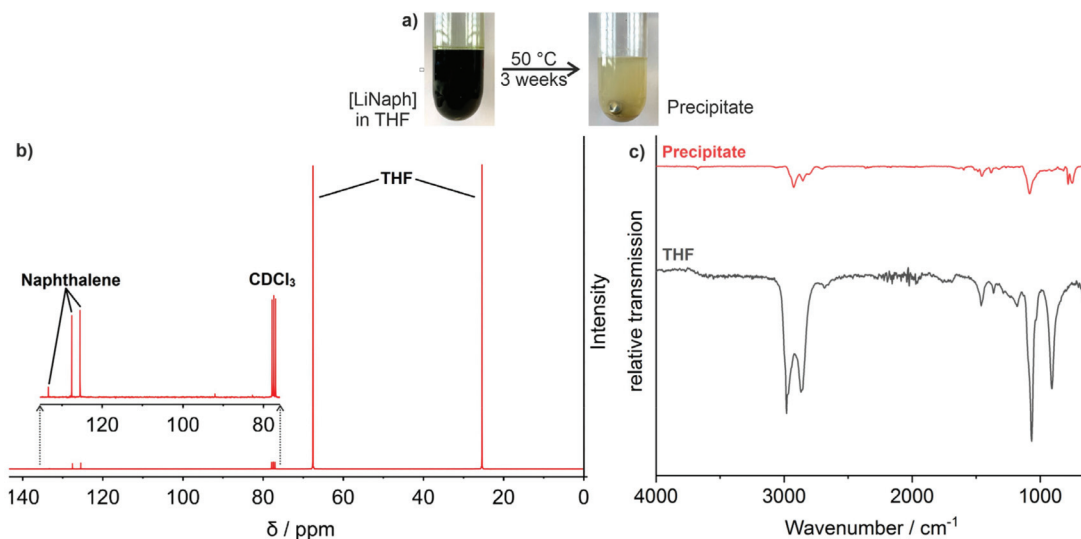 a)
[LiNaph]
in THF
50 °C
3 weeks
Precipitate
b)
THF
Naphthalene
CDCl₃
120
100
80
140
120
100
80
60
40
20
0
δ / ppm
Intensity
c)
Precipitate
THF
relative transmission
4000
3000
2000
1000
Wavenumber / cm⁻¹